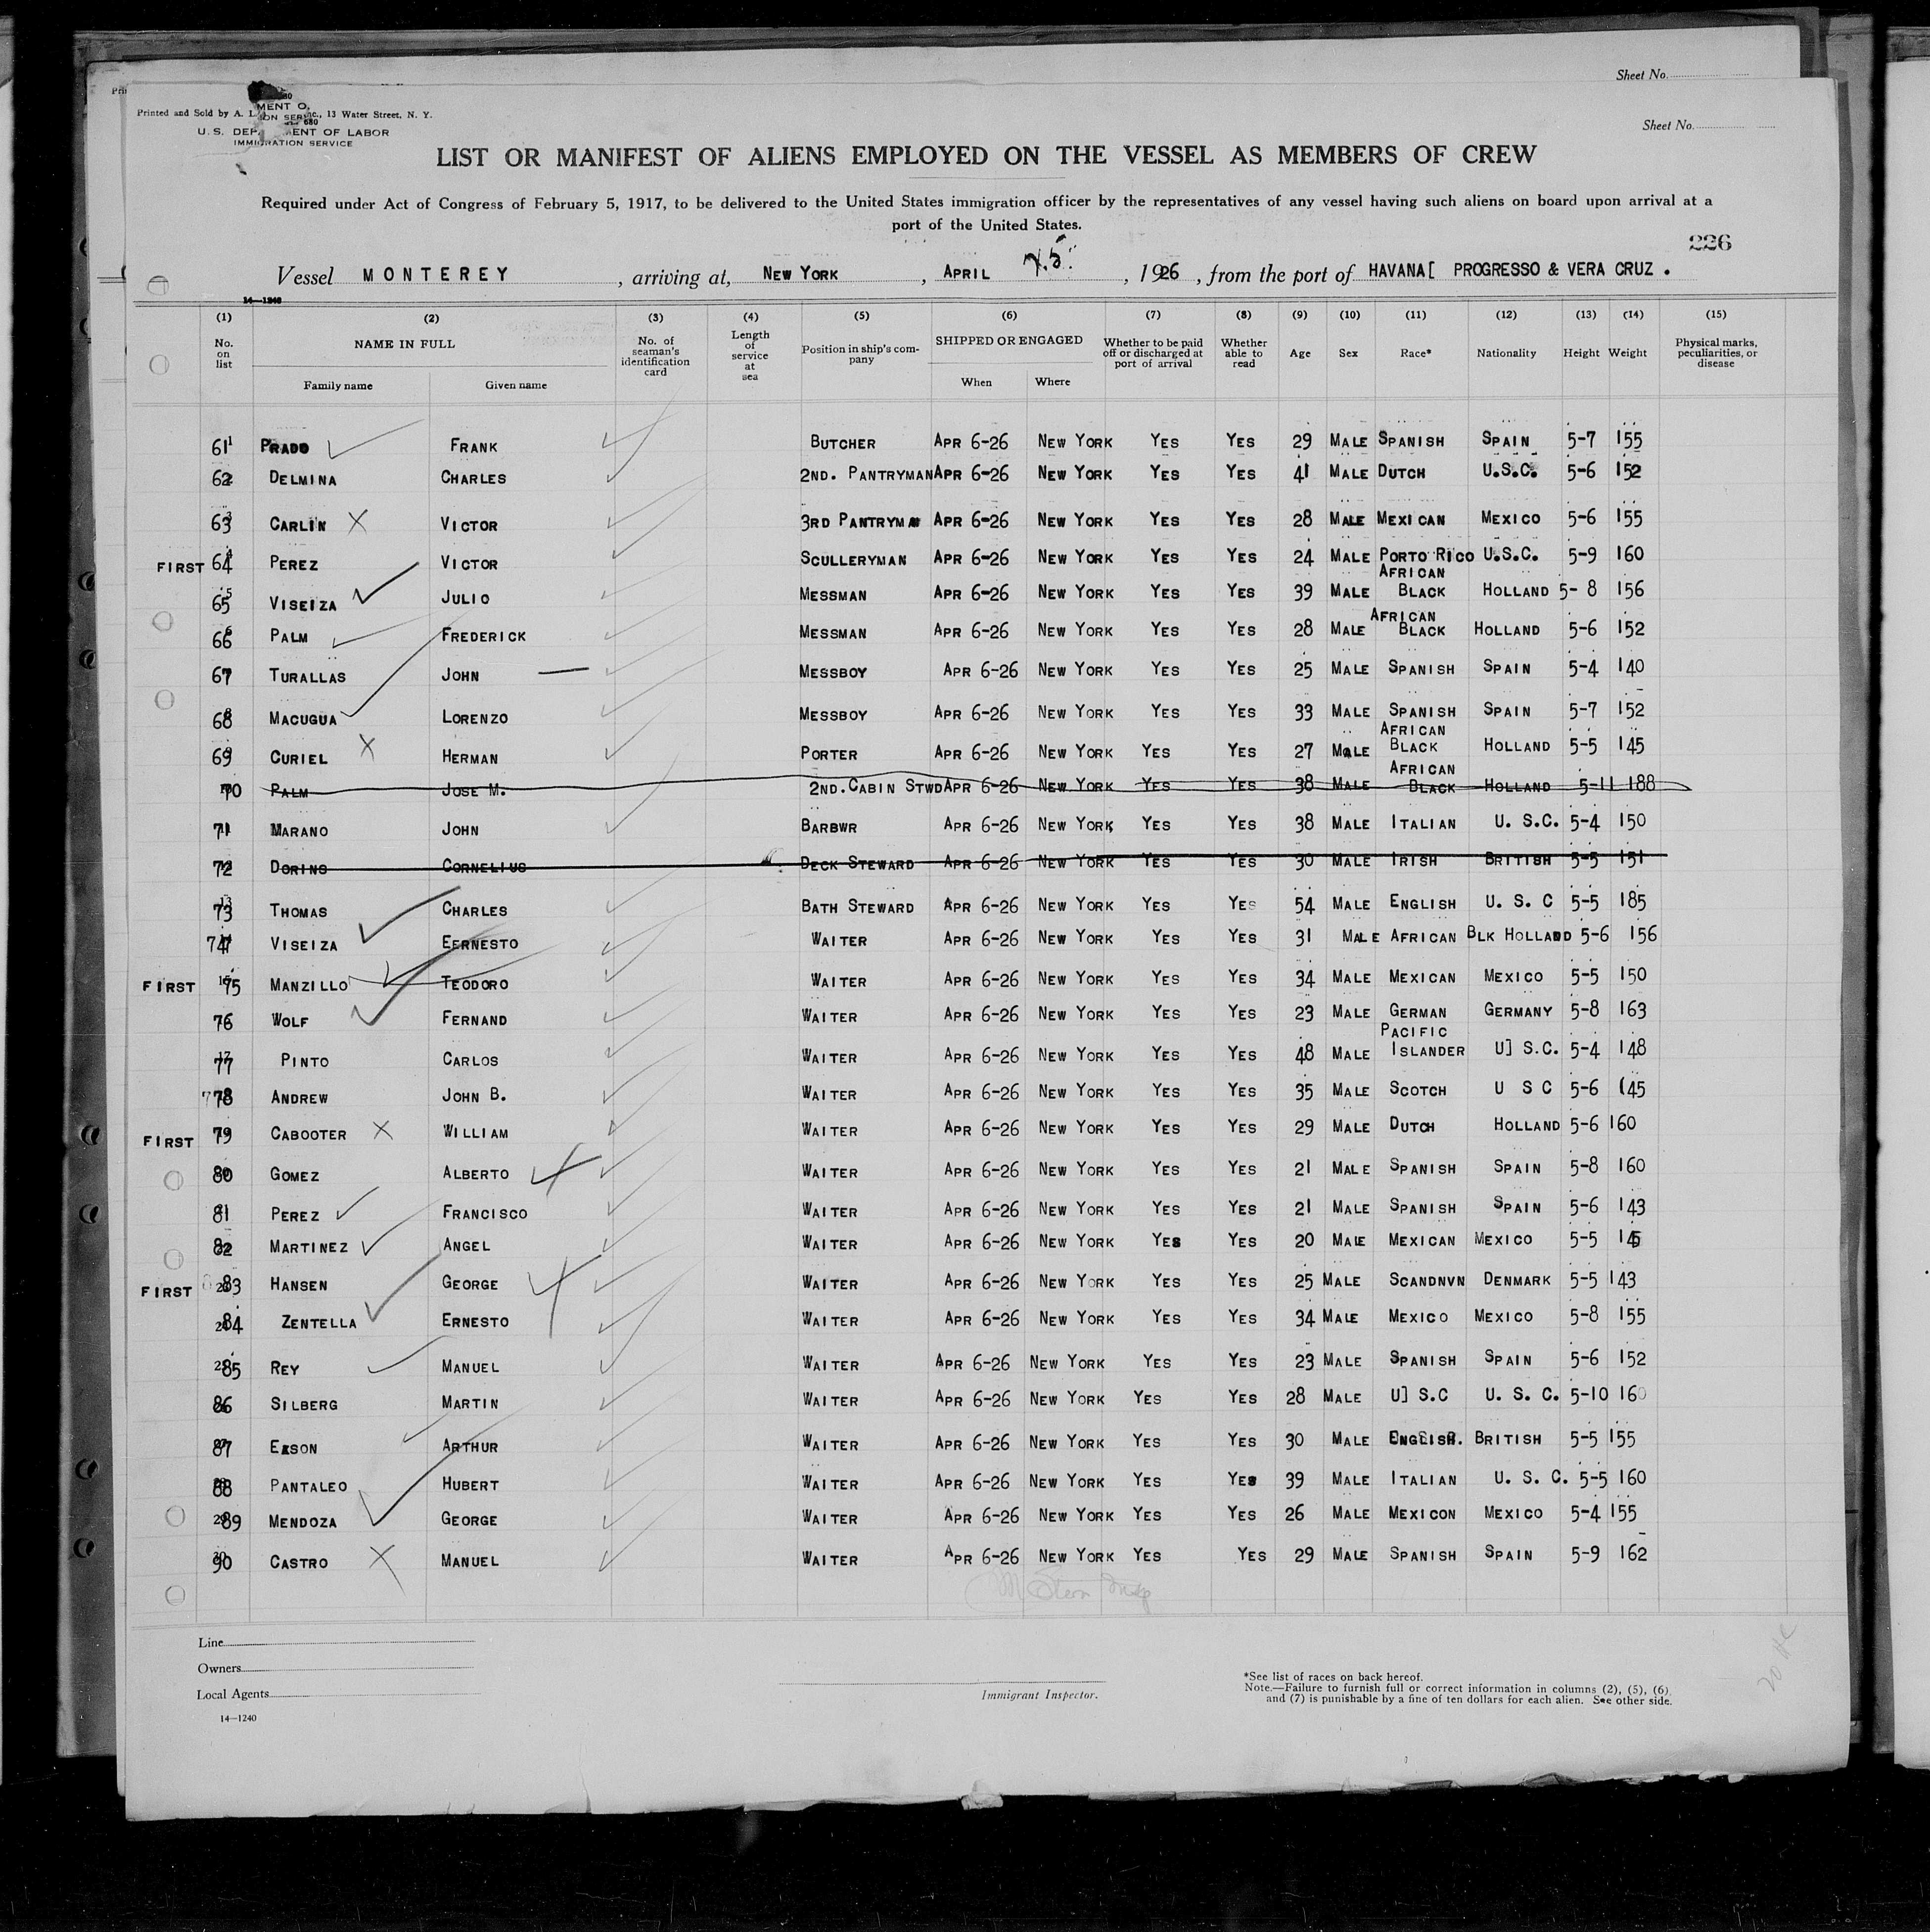 Sheet No.
Printed and Sold by A. L. 13 Water Street, N. Y.
Sheet No.
U. S. DEP MENT OF LABOR
IMMIGRATION SERVICE
LIST OR MANIFEST OF ALIENS EMPLOYED ON THE VESSEL AS MEMBERS OF CREW
Required under Act of Congress of February 5, 1917, to be delivered to the United States immigration officer by the representatives of any vessel having such aliens on board upon arrival at a
port of the United States.
226
Vessel MONTEREY, arriving at, NEW YORK, APRIL, 1926, from the port of HAVANA[ PROGRESSO & VERA CRUZ.
14—1240
(1) (2) (3) (4) (5) (6) (7) (8) (9) (10) (11) (12) (13) (14) (15)
No. on list NAME IN FULL No. of seaman's identification card Length of service at sea Position in ship's company SHIPPED OR ENGAGED Whether to be paid off or discharged at port of arrival Whether able to read Age Sex Race* Nationality Height Weight Physical marks, peculiarities, or disease
Family name Given name When Where
61 PRADO FRANK BUTCHER APR 6-26 NEW YORK YES YES 29 MALE SPANISH SPAIN 5-7 155
62 DELMINA CHARLES 2ND. PANTRYMAN APR 6-26 NEW YORK YES YES 41 MALE DUTCH U.S.C. 5-6 152
63 CARLIN X VICTOR 3RD PANTRYMAN APR 6-26 NEW YORK YES YES 28 MALE MEXICAN MEXICO 5-6 155
FIRST 64 PEREZ VICTOR SCULLERYMAN APR 6-26 NEW YORK YES YES 24 MALE PORTO RICO U.S.C. 5-9 160
65 VISEIZA JULIO MESSMAN APR 6-26 NEW YORK YES YES 39 MALE AFRICAN BLACK HOLLAND 5-8 156
66 PALM FREDERICK MESSMAN APR 6-26 NEW YORK YES YES 28 MALE AFRICAN BLACK HOLLAND 5-6 152
67 TURALLAS JOHN — MESSBOY APR 6-26 NEW YORK YES YES 25 MALE SPANISH SPAIN 5-4 140
68 MACUGUA LORENZO MESSBOY APR 6-26 NEW YORK YES YES 33 MALE SPANISH SPAIN 5-7 152
69 CURIEL X HERMAN PORTER APR 6-26 NEW YORK YES YES 27 MALE AFRICAN BLACK HOLLAND 5-5 145
70 PALM JOSE M. 2ND. CABIN STWD APR 6-26 NEW YORK YES YES 38 MALE AFRICAN BLACK HOLLAND 5-11 188
71 MARANO JOHN BARBWR APR 6-26 NEW YORK YES YES 38 MALE ITALIAN U. S.C. 5-4 150
72 DORINS CORNELIUS DECK STEWARD APR 6-26 NEW YORK YES YES 30 MALE IRISH BRITISH 5-5 151
73 THOMAS CHARLES BATH STEWARD APR 6-26 NEW YORK YES YES 54 MALE ENGLISH U. S. C 5-5 185
74 VISEIZA EERNESTO WAITER APR 6-26 NEW YORK YES YES 31 MALE AFRICAN BLK HOLLAND 5-6 156
FIRST 75 MANZILLO TEODORO WAITER APR 6-26 NEW YORK YES YES 34 MALE MEXICAN MEXICO 5-5 150
76 WOLF FERNAND WAITER APR 6-26 NEW YORK YES YES 23 MALE GERMAN GERMANY 5-8 163
77 PINTO CARLOS WAITER APR 6-26 NEW YORK YES YES 48 MALE PACIFIC ISLANDER U] S.C. 5-4 148
78 ANDREW JOHN B. WAITER APR 6-26 NEW YORK YES YES 35 MALE SCOTCH U S C 5-6 145
FIRST 79 CABOOTER X WILLIAM WAITER APR 6-26 NEW YORK YES YES 29 MALE DUTCH HOLLAND 5-6 160
80 GOMEZ ALBERTO WAITER APR 6-26 NEW YORK YES YES 21 MALE SPANISH SPAIN 5-8 160
81 PEREZ FRANCISCO WAITER APR 6-26 NEW YORK YES YES 21 MALE SPANISH SPAIN 5-6 143
82 MARTINEZ ANGEL WAITER APR 6-26 NEW YORK YES YES 20 MALE MEXICAN MEXICO 5-5 145
FIRST 83 HANSEN GEORGE WAITER APR 6-26 NEW YORK YES YES 25 MALE SCANDNVN DENMARK 5-5 143
84 ZENTELLA ERNESTO WAITER APR 6-26 NEW YORK YES YES 34 MALE MEXICO MEXICO 5-8 155
85 REY MANUEL WAITER APR 6-26 NEW YORK YES YES 23 MALE SPANISH SPAIN 5-6 152
86 SILBERG MARTIN WAITER APR 6-26 NEW YORK YES YES 28 MALE U] S.C U. S. C. 5-10 160
87 ARTHUR WAITER APR 6-26 NEW YORK YES YES 30 MALE ENGLISH. BRITISH 5-5 155
88 PANTALEO HUBERT WAITER APR 6-26 NEW YORK YES YES 39 MALE ITALIAN U. S. C. 5-5 160
89 MENDOZA GEORGE WAITER APR 6-26 NEW YORK YES YES 26 MALE MEXICON MEXICO 5-4 155
90 CASTRO X MANUEL WAITER APR 6-26 NEW YORK YES YES 29 MALE SPANISH SPAIN 5-9 162
Line
Owners
Local Agents
14—1240
Immigrant Inspector.
*See list of races on back hereof.
Note.—Failure to furnish full or correct information in columns (2), (5), (6),
and (7) is punishable by a fine of ten dollars for each alien. See other side.